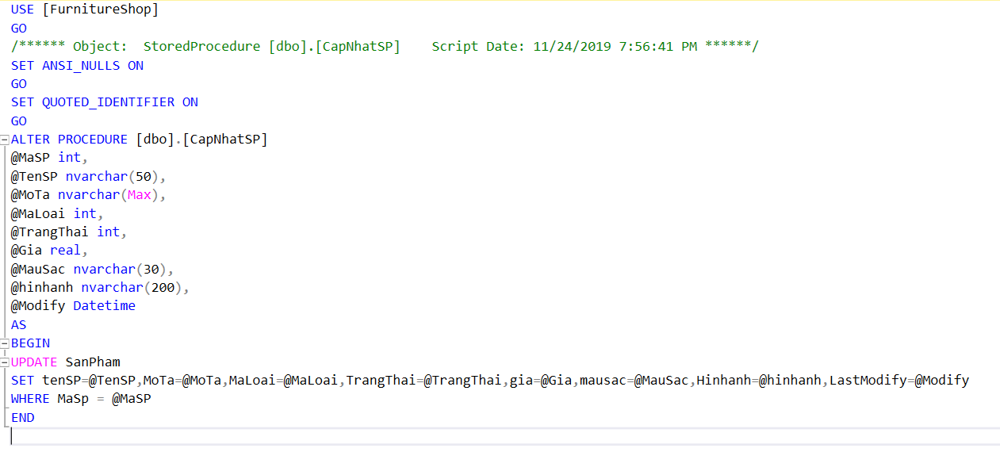 USE [FurnitureShop]
GO
/****** Object:  StoredProcedure [dbo].[CapNhatSP]    Script Date: 11/24/2019 7:56:41 PM ******/
SET ANSI_NULLS ON
GO
SET QUOTED_IDENTIFIER ON
GO
ALTER PROCEDURE [dbo].[CapNhatSP]
@MaSP int,
@TenSP nvarchar(50),
@MoTa nvarchar(Max),
@MaLoai int,
@TrangThai int,
@Gia real,
@MauSac nvarchar(30),
@hinhanh nvarchar(200),
@Modify Datetime
AS
BEGIN
UPDATE SanPham
SET tenSP=@TenSP,MoTa=@MoTa,MaLoai=@MaLoai,TrangThai=@TrangThai,gia=@Gia,mausac=@MauSac,Hinhanh=@hinhanh,LastModify=@Modify
WHERE MaSp = @MaSP
END